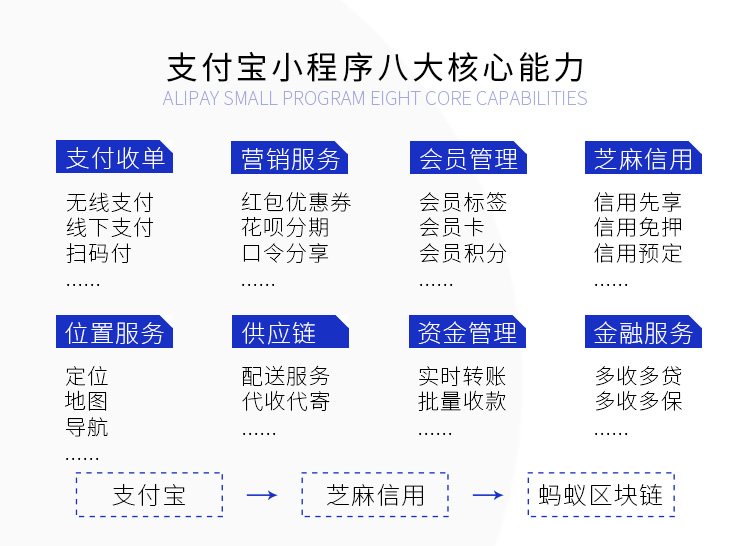 支付宝小程序八大核心能力
ALIPAY SMALL PROGRAM EIGHT CORE CAPABILITIES
支付收单
无线支付
线下支付
扫码付
......
营销服务
红包优惠券
花呗分期
口令分享
......
会员管理
会员标签
会员卡
会员积分
......
芝麻信用
信用先享
信用免押
信用预定
......
位置服务
定位
地图
导航
......
供应链
配送服务
代收代寄
......
资金管理
实时转账
批量收款
......
金融服务
多收多贷
多收多保
......
支付宝 → 芝麻信用 → 蚂蚁区块链